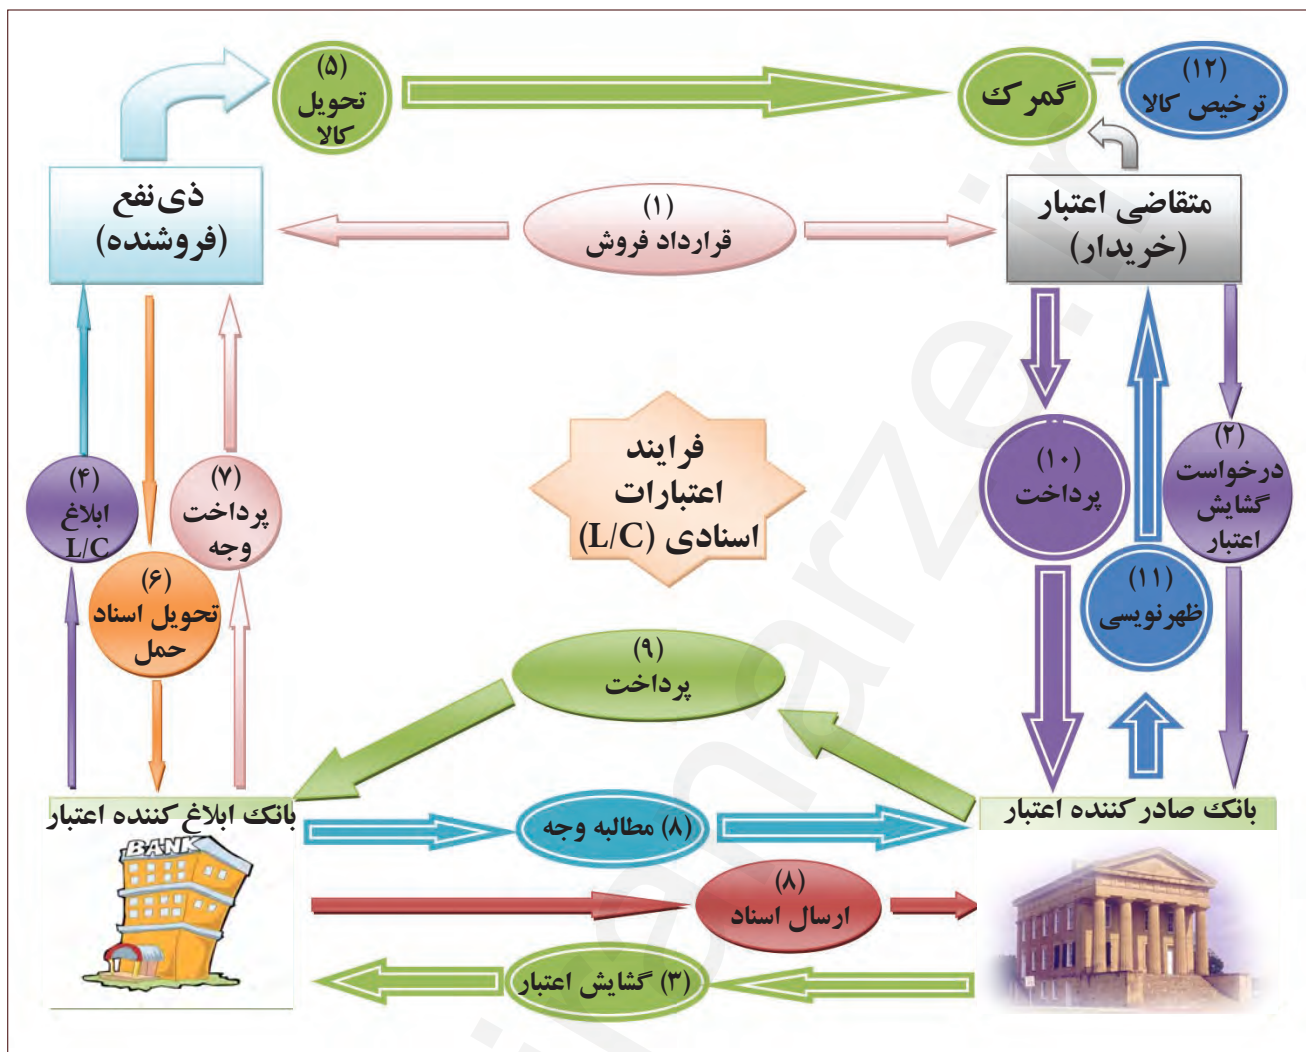 (۵)
تحویل
کالا
گمرک
(۱۲)
ترخیص کالا
ذی‌نفع
(فروشنده)
(۱)
قرارداد فروش
متقاضی اعتبار
(خریدار)
(۴)
ابلاغ
L/C
(۷)
پرداخت
وجه
(۶)
تحویل اسناد
حمل
فرایند
اعتبارات
اسنادی (L/C)
(۱۰)
پرداخت
(۲)
درخواست
گشایش
اعتبار
(۱۱)
ظهرنویسی
(۹)
پرداخت
بانک ابلاغ کننده اعتبار
بانک صادر کننده اعتبار
(۸) مطالبه وجه
(۸)
ارسال اسناد
(۳) گشایش اعتبار
BANK